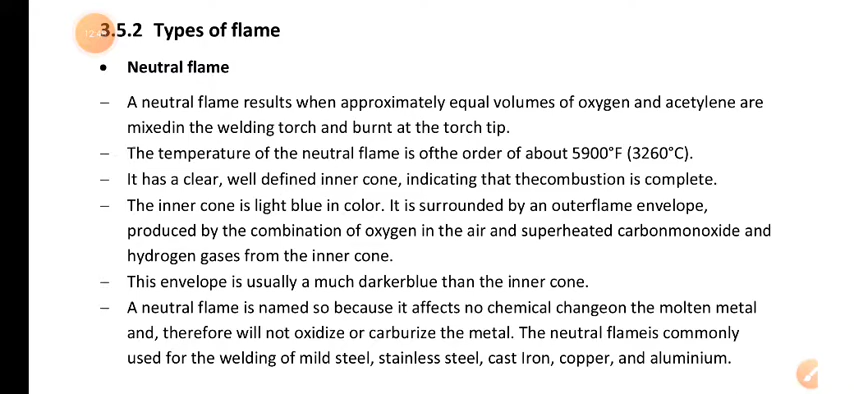 3.5.2 Types of flame
• Neutral flame
– A neutral flame results when approximately equal volumes of oxygen and acetylene are
mixedin the welding torch and burnt at the torch tip.
– The temperature of the neutral flame is ofthe order of about 5900°F (3260°C).
– It has a clear, well defined inner cone, indicating that thecombustion is complete.
– The inner cone is light blue in color. It is surrounded by an outerflame envelope,
produced by the combination of oxygen in the air and superheated carbonmonoxide and
hydrogen gases from the inner cone.
– This envelope is usually a much darkerblue than the inner cone.
– A neutral flame is named so because it affects no chemical changeon the molten metal
and, therefore will not oxidize or carburize the metal. The neutral flameis commonly
used for the welding of mild steel, stainless steel, cast Iron, copper, and aluminium.